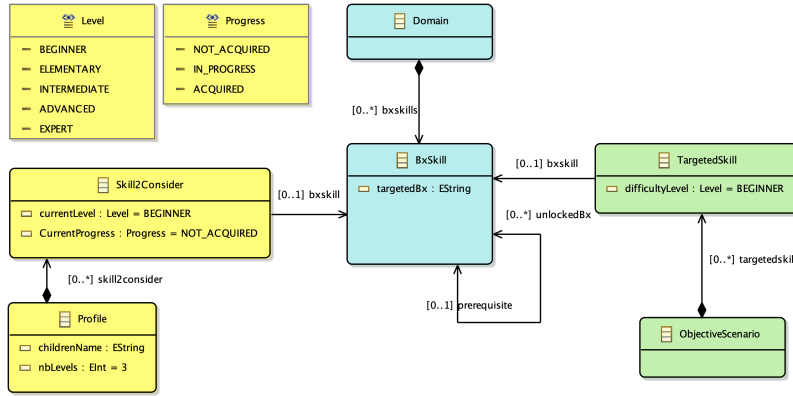 Level
BEGINNER
ELEMENTARY
INTERMEDIATE
ADVANCED
EXPERT
Progress
NOT_ACQUIRED
IN_PROGRESS
ACQUIRED
Domain
[0..*] bxskills
BxSkill
targetedBx : EString
[0..1] bxskill
TargetedSkill
difficultyLevel : Level = BEGINNER
Skill2Consider
currentLevel : Level = BEGINNER
CurrentProgress : Progress = NOT_ACQUIRED
[0..1] bxskill
[0..*] unlockedBx
[0..1] prerequisite
[0..*] skill2consider
[0..*] targetedskil
Profile
childrenName : EString
nbLevels : EInt = 3
ObjectiveScenario